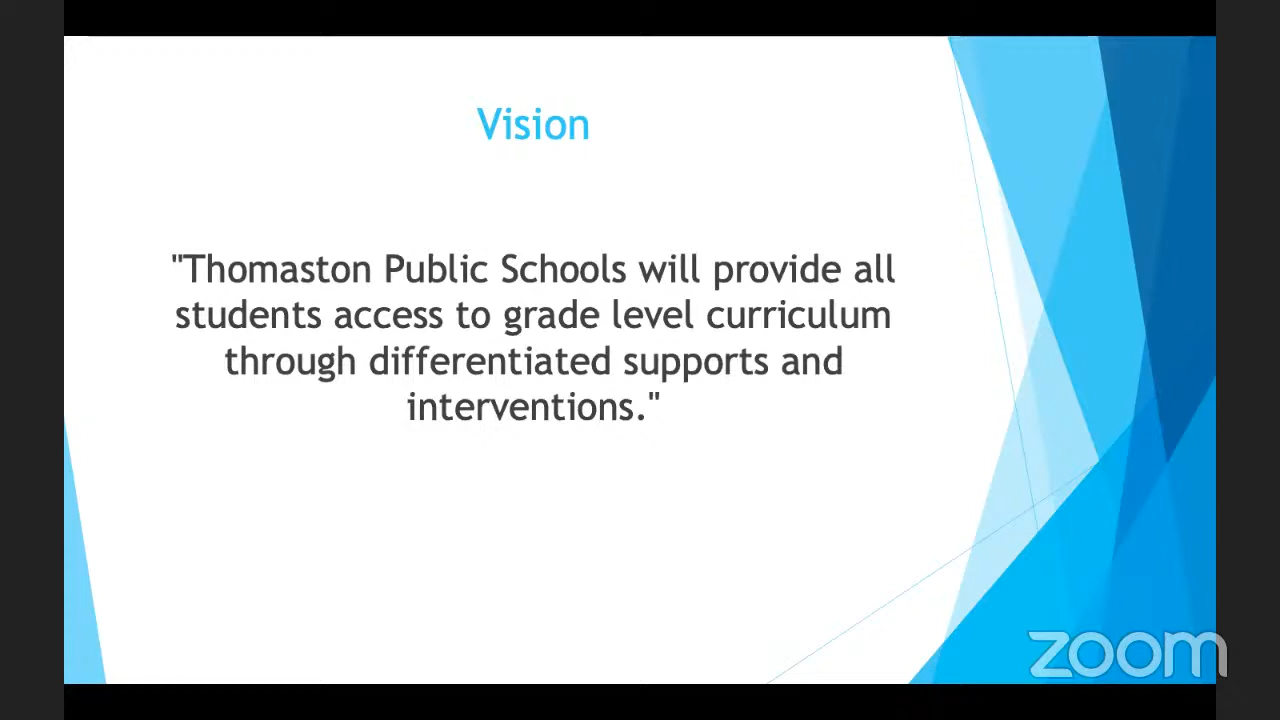 Vision
"Thomaston Public Schools will provide all
students access to grade level curriculum
through differentiated supports and
interventions."
zoom